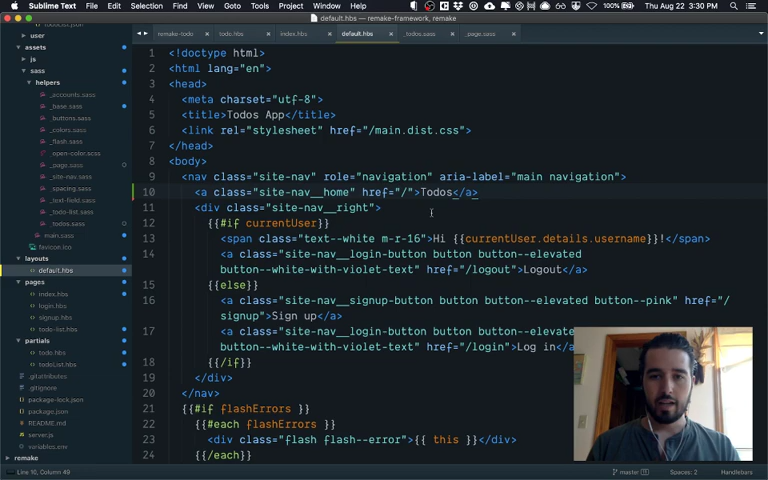 Sublime Text File Edit Selection Find View Goto Tools Project Window Help 100% Thu Aug 22 3:30 PM
default.hbs — remake-framework, remake
remake-todo
todo.hbs
index.hbs
default.hbs
_todos.sass
_page.sass
user
assets
js
sass
helpers
_accounts.sass
_base.sass
_buttons.sass
_colors.sass
_flash.sass
_open-color.scss
_page.sass
_site-nav.sass
_spacing.sass
_text-field.sass
_todo-list.sass
_todos.sass
main.sass
favicon.ico
layouts
default.hbs
pages
index.hbs
login.hbs
signup.hbs
todo-list.hbs
partials
todo.hbs
todoList.hbs
.gitattributes
.gitignore
package-lock.json
package.json
README.md
server.js
variables.env
remake
1 <!doctype html>
2 <html lang="en">
3 <head>
4 <meta charset="utf-8">
5 <title>Todos App</title>
6 <link rel="stylesheet" href="/main.dist.css">
7 </head>
8 <body>
9 <nav class="site-nav" role="navigation" aria-label="main navigation">
10 <a class="site-nav__home" href="/">Todos</a>
11 <div class="site-nav__right">
12 {{#if currentUser}}
13 <span class="text--white m-r-16">Hi {{currentUser.details.username}}!</span>
14 <a class="site-nav__login-button button button--elevated
button--white-with-violet-text" href="/logout">Logout</a>
15 {{else}}
16 <a class="site-nav__signup-button button button--elevated button--pink" href="/
signup">Sign up</a>
17 <a class="site-nav__login-button button button--elevate
button--white-with-violet-text" href="/login">Log in</a
18 {{/if}}
19 </div>
20 </nav>
21 {{#if flashErrors }}
22 {{#each flashErrors }}
23 <div class="flash flash--error">{{ this }}</div>
24 {{/each}}
Line 10, Column 49
master
Spaces: 2
Handlebars